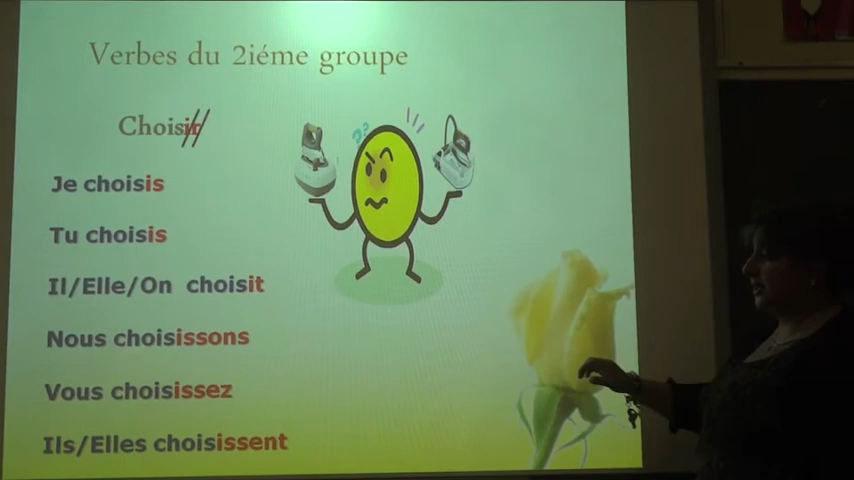 Verbes du 2iéme groupe
Choisir
Je choisis
Tu choisis
Il/Elle/On choisit
Nous choisissons
Vous choisissez
Ils/Elles choisissent
??